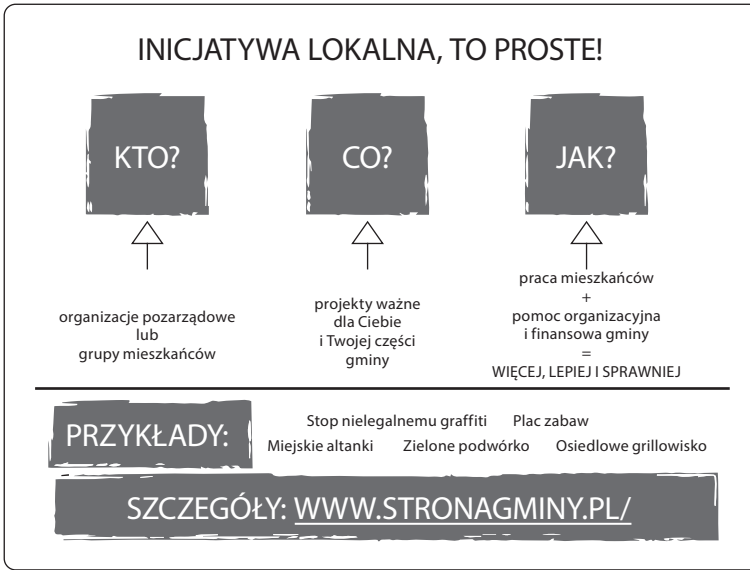 INICJATYWA LOKALNA, TO PROSTE!
KTO?
organizacje pozarządowe
lub
grupy mieszkańców
CO?
projekty ważne
dla Ciebie
i Twojej części
gminy
JAK?
praca mieszkańców
+
pomoc organizacyjna
i finansowa gminy
=
WIĘCEJ, LEPIEJ I SPRAWNIEJ
PRZYKŁADY:
Stop nielegalnemu graffiti Plac zabaw
Miejskie altanki Zielone podwórko Osiedlowe grillowisko
SZCZEGÓŁY: WWW.STRONAGMINY.PL/